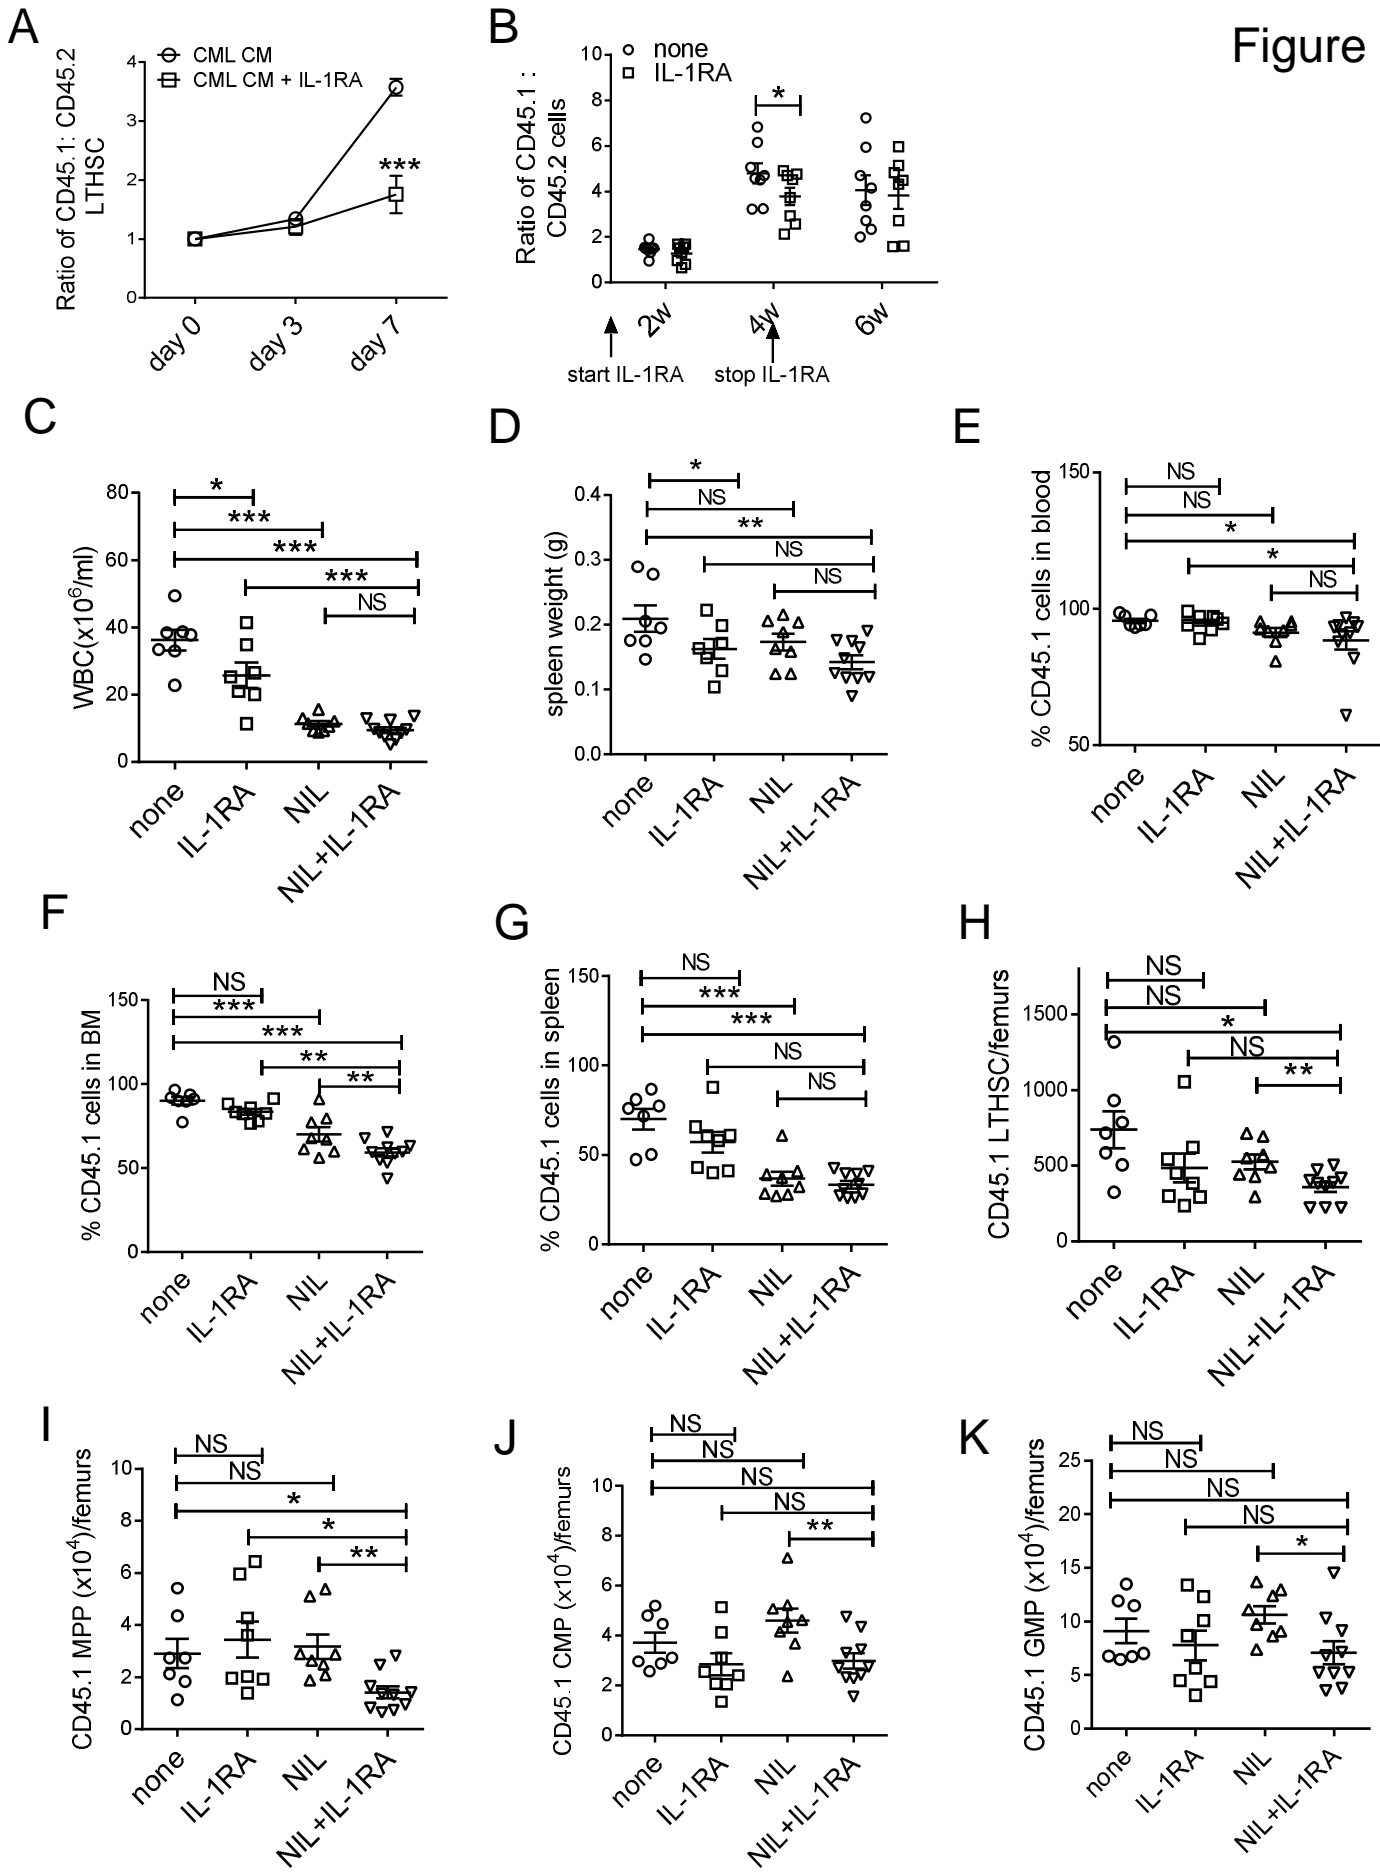 Figure
A
CML CM
CML CM + IL-1RA
Ratio of CD45.1: CD45.2
LTHSC
4
3
2
1
0
***
day 0
day 3
day 7
B
none
IL-1RA
Ratio of CD45.1 :
CD45.2 cells
10
8
6
4
2
0
*
2w
4w
6w
start IL-1RA
stop IL-1RA
C
WBC(x10⁶/ml)
80
60
40
20
0
*
***
***
***
NS
none
IL-1RA
NIL
NIL+IL-1RA
D
spleen weight (g)
0.4
0.3
0.2
0.1
0.0
*
NS
**
NS
NS
none
IL-1RA
NIL
NIL+IL-1RA
E
% CD45.1 cells in blood
150
100
50
NS
NS
*
*
NS
none
IL-1RA
NIL
NIL+IL-1RA
F
% CD45.1 cells in BM
150
100
50
0
NS
***
***
**
**
none
IL-1RA
NIL
NIL+IL-1RA
G
% CD45.1 cells in spleen
150
100
50
0
NS
***
***
NS
NS
none
IL-1RA
NIL
NIL+IL-1RA
H
CD45.1 LTHSC/femurs
1500
1000
500
0
NS
NS
*
NS
**
none
IL-1RA
NIL
NIL+IL-1RA
I
CD45.1 MPP (x10⁴)/femurs
10
8
6
4
2
0
NS
NS
*
*
**
none
IL-1RA
NIL
NIL+IL-1RA
J
CD45.1 CMP (x10⁴)/femurs
10
8
6
4
2
0
NS
NS
NS
NS
**
none
IL-1RA
NIL
NIL+IL-1RA
K
CD45.1 GMP (x10⁴)/femurs
25
20
15
10
5
0
NS
NS
NS
NS
*
none
IL-1RA
NIL
NIL+IL-1RA